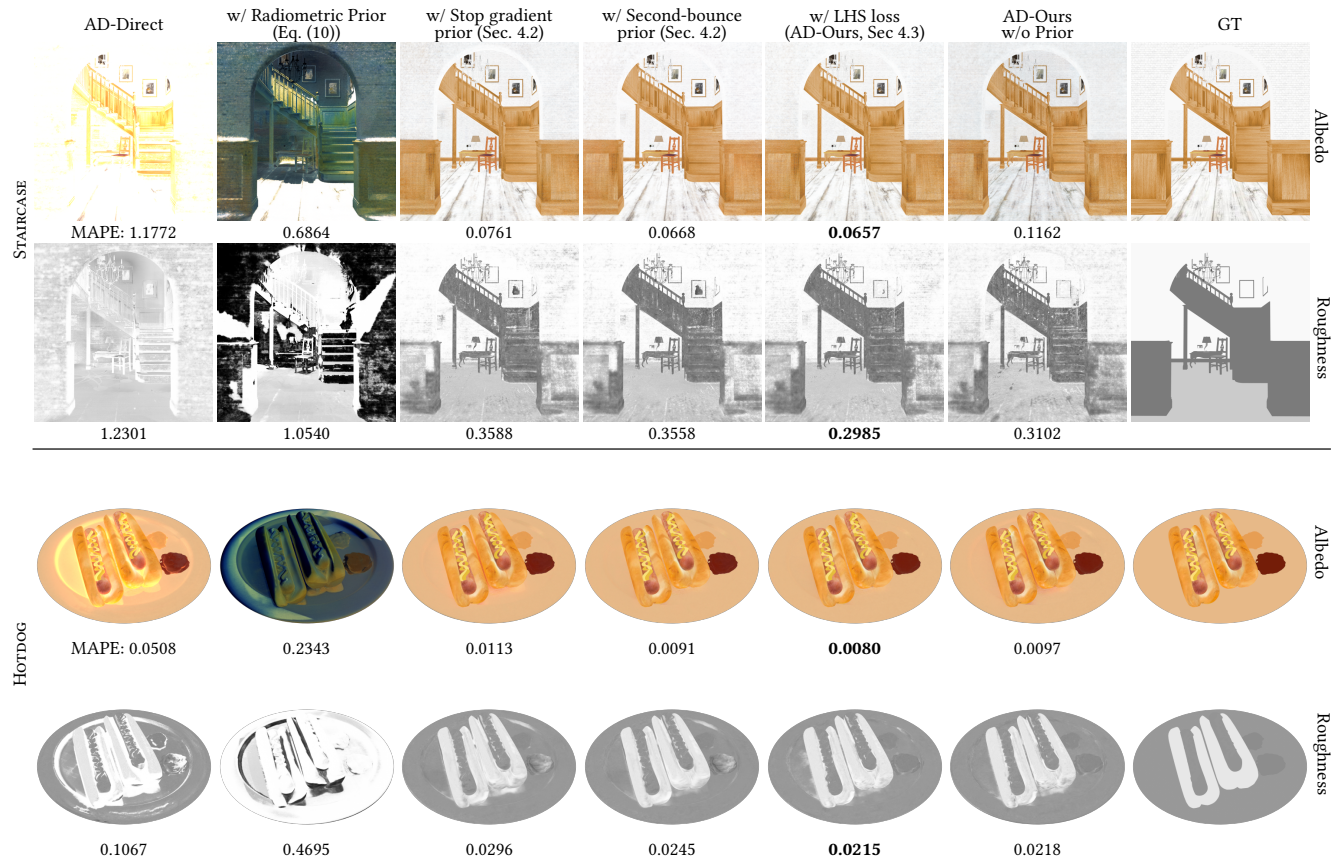 AD-Direct
w/ Radiometric Prior
(Eq. (10))
w/ Stop gradient
prior (Sec. 4.2)
w/ Second-bounce
prior (Sec. 4.2)
w/ LHS loss
(AD-Ours, Sec 4.3)
AD-Ours
w/o Prior
GT
STAIRCASE
Albedo
MAPE: 1.1772 0.6864 0.0761 0.0668 0.0657 0.1162
Roughness
1.2301 1.0540 0.3588 0.3558 0.2985 0.3102
HOTDOG
Albedo
MAPE: 0.0508 0.2343 0.0113 0.0091 0.0080 0.0097
Roughness
0.1067 0.4695 0.0296 0.0245 0.0215 0.0218